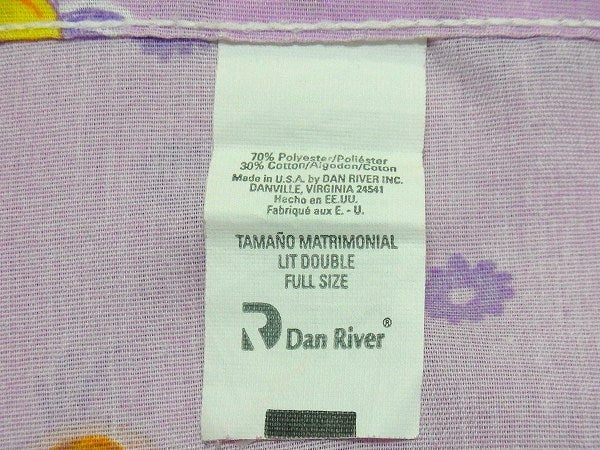 70% Polyester/Poliéster
30% Cotton/Algodon/Coton
Made in U.S.A. by DAN RIVER INC.
DANVILLE, VIRGINIA 24541
Hecho en EE.UU.
Fabriqué aux E. - U.
TAMAÑO MATRIMONIAL
LIT DOUBLE
FULL SIZE
R Dan River®